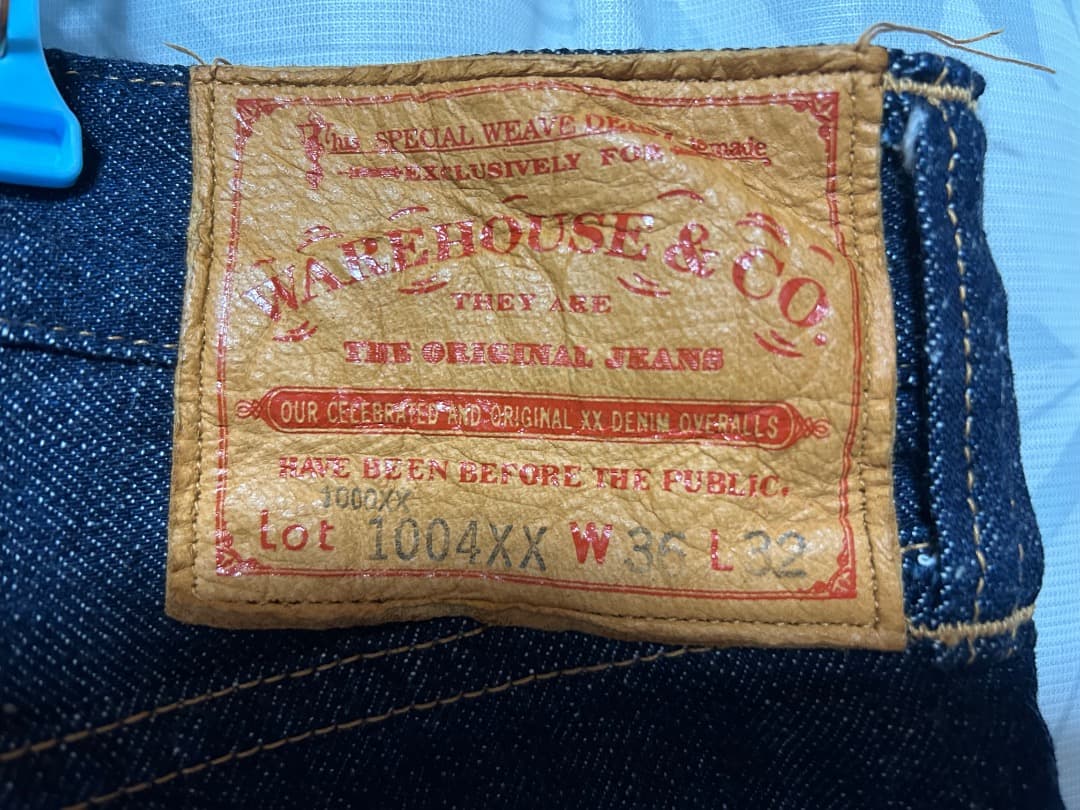 This SPECIAL WEAVE DENIM is made
EXCLUSIVELY FOR
WAREHOUSE & CO.
THEY ARE
THE ORIGINAL JEANS
OUR CELEBRATED AND ORIGINAL XX DENIM OVERALLS
HAVE BEEN BEFORE THE PUBLIC.
1000XX
Lot 1004XX W 36 L 32